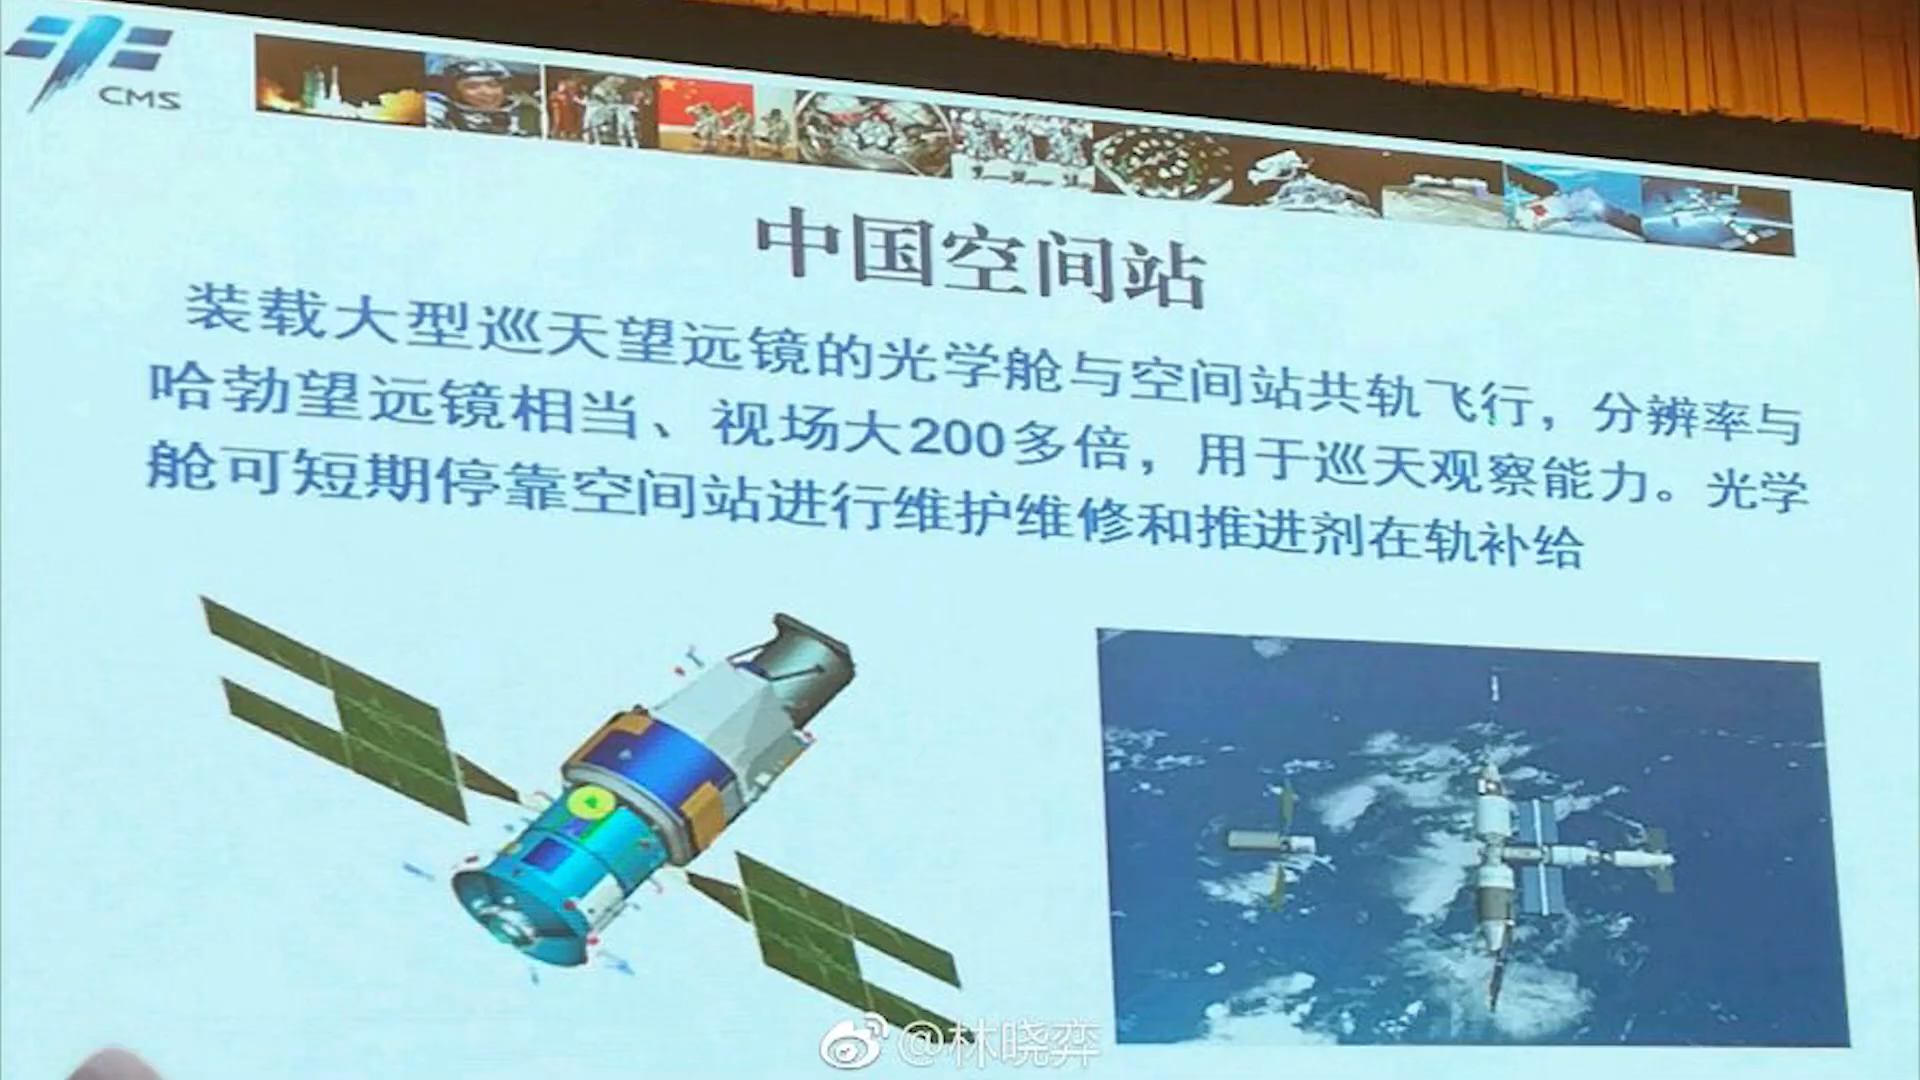 CMS
中国空间站
装载大型巡天望远镜的光学舱与空间站共轨飞行，分辨率与
哈勃望远镜相当、视场大200多倍，用于巡天观察能力。光学
舱可短期停靠空间站进行维护维修和推进剂在轨补给
@林晓弈